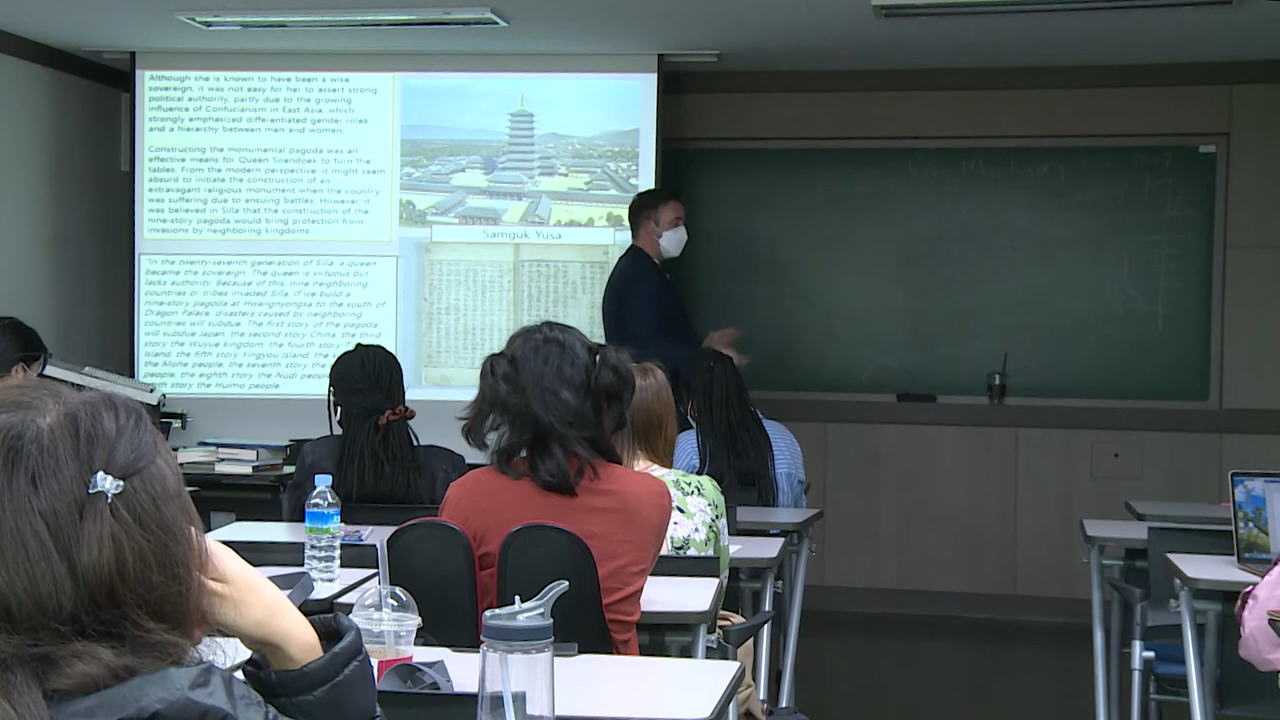 Although she is known to have been a wise
sovereign, it was not easy for her to assert strong
political authority, partly due to the growing
influence of Confucianism in East Asia, which
strongly emphasized differentiated gender roles
and a hierarchy between men and women.
Constructing the monumental pagoda was an
effective means for Queen Seondeok to turn the
tables. From the modern perspective, it might seem
absurd to initiate the construction of an
extravagant religious monument when the country
was suffering due to ensuing battles. However, it
was believed in Silla that the construction of the
nine-story pagoda would bring protection from
invasions by neighboring kingdoms
Samguk Yusa
"In the twenty-seventh generation of Silla, a queen
became the sovereign. The queen is virtuous but
lacks authority. Because of this, nine neighboring
countries or tribes invaded Silla. If we build a
nine-story pagoda at Hwangnyongsa to the south of
Dragon Palace, disasters caused by neighboring
countries will subdue. The first story of the pagoda
will subdue Japan, the second story China, the third
story the Wuyue kingdom, the fourth story
Island, the fifth story Yingyou Island, the
the Mohe people, the seventh story the
people, the eighth story the Nüdi people
story the Huimo people.